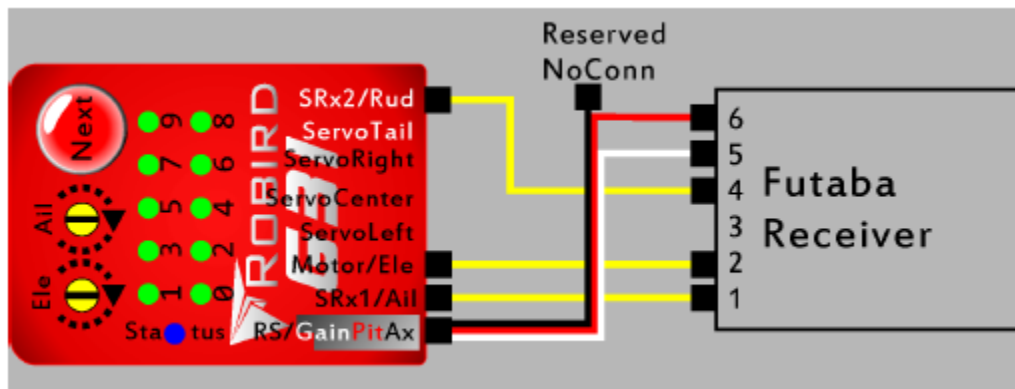 Reserved
NoConn
Next
Ail
Ele
9
8
7
6
5
4
3
2
1
0
Status
ROBIRD
G31
SRx2/Rud
ServoTail
ServoRight
ServoCenter
ServoLeft
Motor/Ele
SRx1/Ail
RS/GainPitAx
6
5
4
3
2
1
Futaba
Receiver